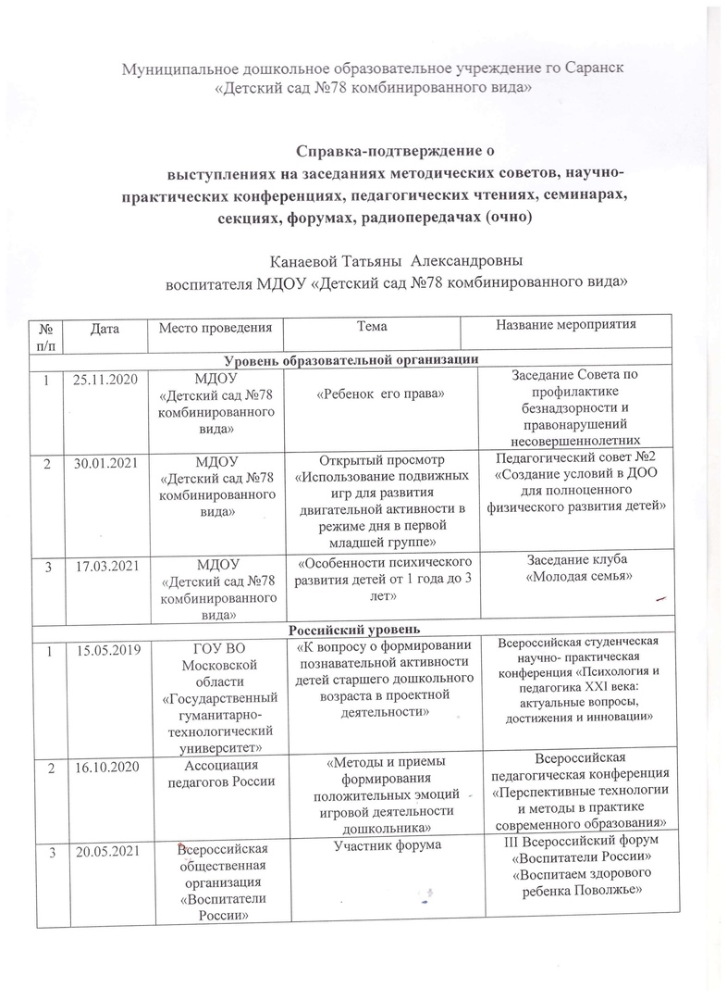 Муниципальное дошкольное образовательное учреждение го Саранск
«Детский сад №78 комбинированного вида»
Справка-подтверждение о
выступлениях на заседаниях методических советов, научно-
практических конференциях, педагогических чтениях, семинарах,
секциях, форумах, радиопередачах (очно)
Канаевой Татьяны Александровны
воспитателя МДОУ «Детский сад №78 комбинированного вида»
№ п/п
Дата
Место проведения
Тема
Название мероприятия
Уровень образовательной организации
1
25.11.2020
МДОУ
«Детский сад №78
комбинированного
вида»
«Ребенок его права»
Заседание Совета по
профилактике
безнадзорности и
правонарушений
несовершеннолетних
2
30.01.2021
МДОУ
«Детский сад №78
комбинированного
вида»
Открытый просмотр
«Использование подвижных
игр для развития
двигательной активности в
режиме дня в первой
младшей группе»
Педагогический совет №2
«Создание условий в ДОО
для полноценного
физического развития детей»
3
17.03.2021
МДОУ
«Детский сад №78
комбинированного
вида»
«Особенности психического
развития детей от 1 года до 3
лет»
Заседание клуба
«Молодая семья»
Российский уровень
1
15.05.2019
ГОУ ВО
Московской
области
«Государственный
гуманитарно-
технологический
университет»
«К вопросу о формировании
познавательной активности
детей старшего дошкольного
возраста в проектной
деятельности»
Всероссийская студенческая
научно- практическая
конференция «Психология и
педагогика XXI века:
актуальные вопросы,
достижения и инновации»
2
16.10.2020
Ассоциация
педагогов России
«Методы и приемы
формирования
положительных эмоций
игровой деятельности
дошкольника»
Всероссийская
педагогическая конференция
«Перспективные технологии
и методы в практике
современного образования»
3
20.05.2021
Всероссийская
общественная
организация
«Воспитатели
России»
Участник форума
III Всероссийский форум
«Воспитатели России»
«Воспитаем здорового
ребенка Поволжье»